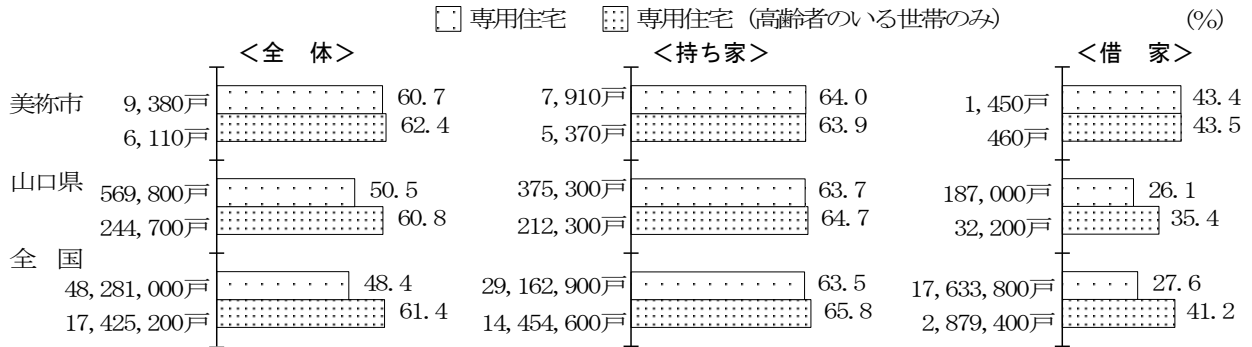 専用住宅 専用住宅(高齢者のいる世帯のみ) (%)
<全 体> <持ち家> <借 家>
美祢市 9,380戸 60.7 7,910戸 64.0 1,450戸 43.4
6,110戸 62.4 5,370戸 63.9 460戸 43.5
山口県 569,800戸 50.5 375,300戸 63.7 187,000戸 26.1
244,700戸 60.8 212,300戸 64.7 32,200戸 35.4
全 国
48,281,000戸 48.4 29,162,900戸 63.5 17,633,800戸 27.6
17,425,200戸 61.4 14,454,600戸 65.8 2,879,400戸 41.2